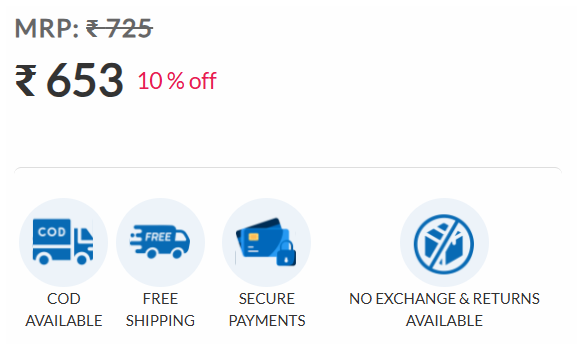 MRP: ₹ 725
₹ 653 10 % off
COD
FREE
COD
AVAILABLE
FREE
SHIPPING
SECURE
PAYMENTS
NO EXCHANGE & RETURNS
AVAILABLE